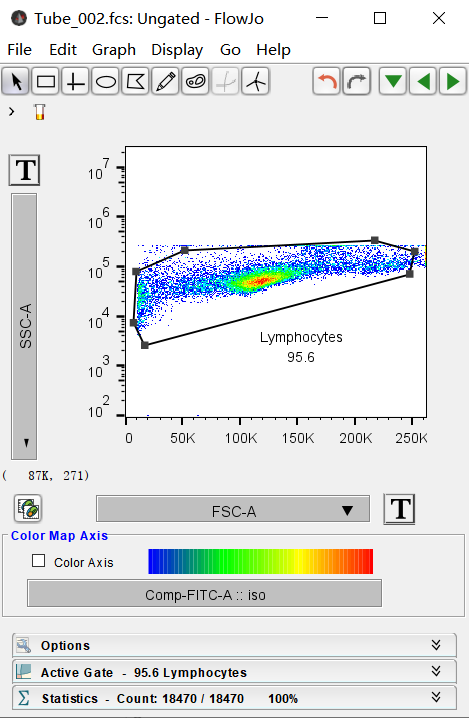 Tube_002.fcs: Ungated - FlowJo
File Edit Graph Display Go Help
T
10^7
10^6
10^5
10^4
10^3
10^2
SSC-A
Lymphocytes
95.6
0 50K 100K 150K 200K 250K
( 87K, 271)
FSC-A
T
Color Map Axis
Color Axis
Comp-FITC-A :: iso
Options
Active Gate - 95.6 Lymphocytes
Statistics - Count: 18470 / 18470 100%